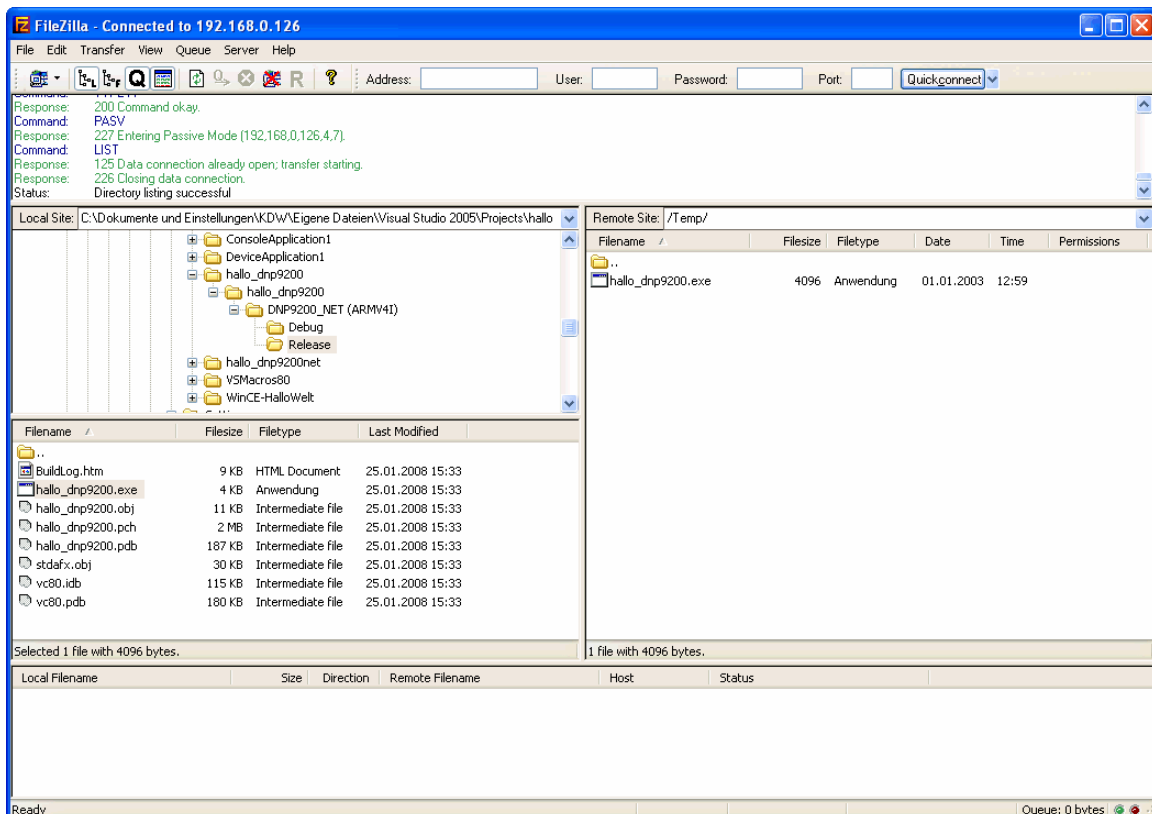 FileZilla - Connected to 192.168.0.126
File Edit Transfer View Queue Server Help
Address: User: Password: Port: Quickconnect
Response: 200 Command okay.
Command: PASV
Response: 227 Entering Passive Mode (192,168,0,126,4,7).
Command: LIST
Response: 125 Data connection already open; transfer starting.
Response: 226 Closing data connection.
Status: Directory listing successful
Local Site: C:\Dokumente und Einstellungen\KDW\Eigene Dateien\Visual Studio 2005\Projects\hallo
ConsoleApplication1
DeviceApplication1
hallo_dnp9200
hallo_dnp9200
DNP9200_NET (ARMV4I)
Debug
Release
hallo_dnp9200net
VSMacros80
WinCE-HalloWelt
Filename Filesize Filetype Last Modified
..
BuildLog.htm 9 KB HTML Document 25.01.2008 15:33
hallo_dnp9200.exe 4 KB Anwendung 25.01.2008 15:33
hallo_dnp9200.obj 11 KB Intermediate file 25.01.2008 15:33
hallo_dnp9200.pch 2 MB Intermediate file 25.01.2008 15:33
hallo_dnp9200.pdb 187 KB Intermediate file 25.01.2008 15:33
stdafx.obj 30 KB Intermediate file 25.01.2008 15:33
vc80.idb 115 KB Intermediate file 25.01.2008 15:33
vc80.pdb 180 KB Intermediate file 25.01.2008 15:33
Selected 1 file with 4096 bytes.
Remote Site: /Temp/
Filename Filesize Filetype Date Time Permissions
..
hallo_dnp9200.exe 4096 Anwendung 01.01.2003 12:59
1 file with 4096 bytes.
Local Filename Size Direction Remote Filename Host Status
Ready Queue: 0 bytes